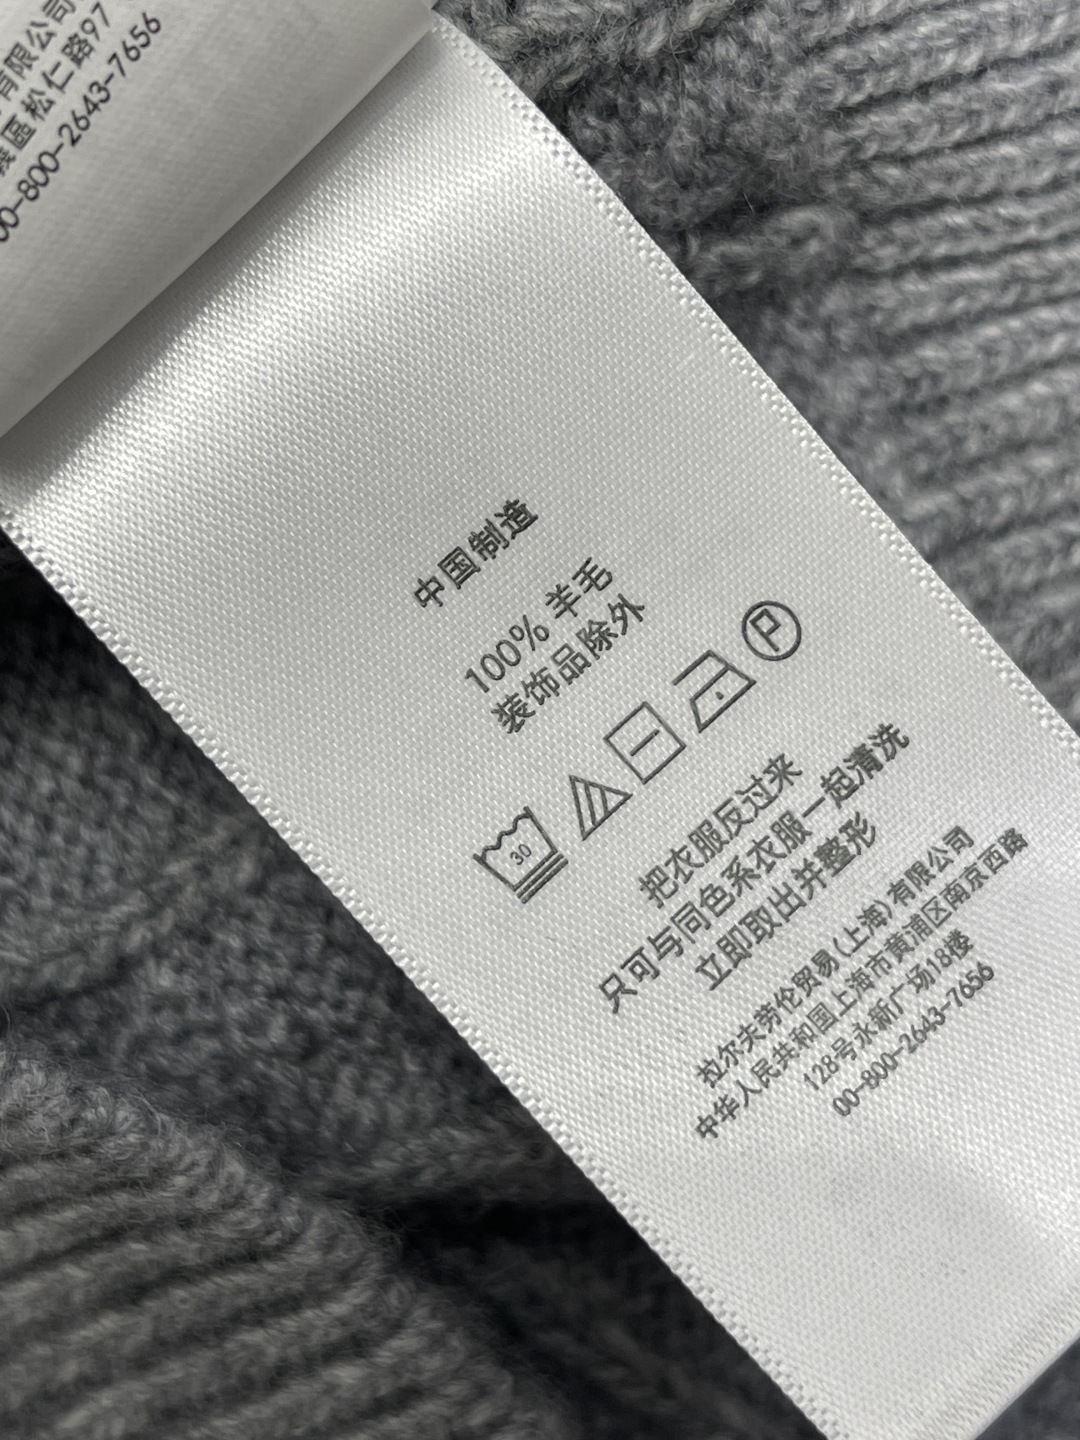 有限公司
義區松仁路97
00-800-2643-7656
中国制造
100% 羊毛
装饰品除外
30
P
把衣服反过来
只可与同色系衣服一起清洗
立即取出并整形
拉尔夫劳伦贸易(上海)有限公司
中华人民共和国上海市黄浦区南京西路
128号永新广场18楼
00-800-2643-7656